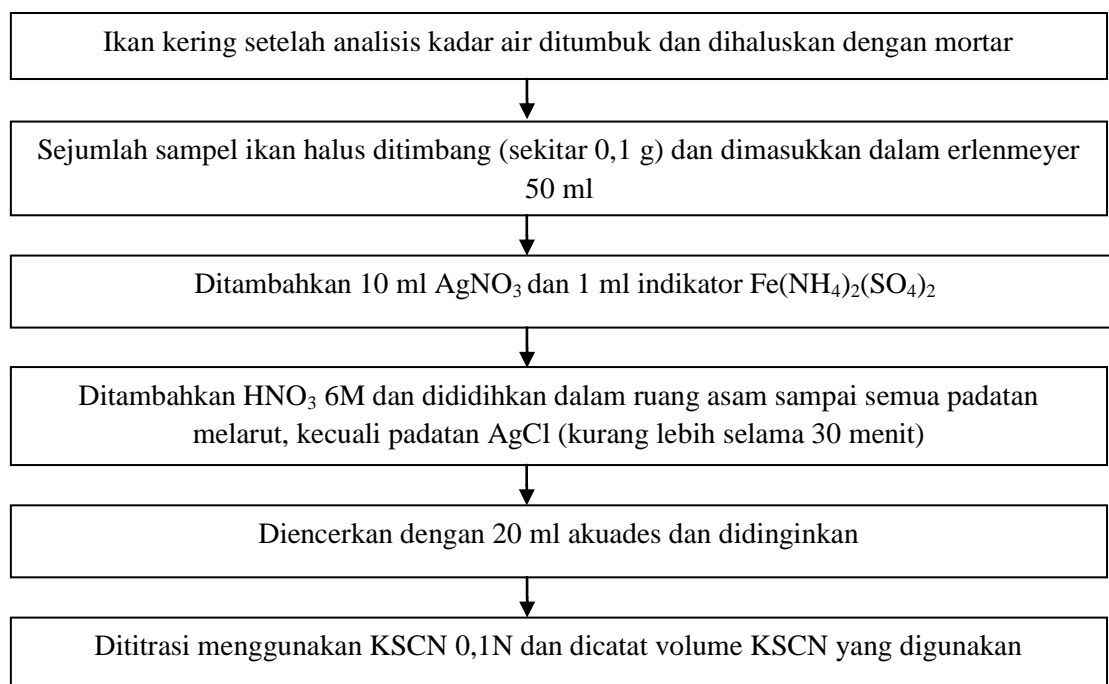 Ikan kering setelah analisis kadar air ditumbuk dan dihaluskan dengan mortar
Sejumlah sampel ikan halus ditimbang (sekitar 0,1 g) dan dimasukkan dalam erlenmeyer
50 ml
Ditambahkan 10 ml AgNO₃ dan 1 ml indikator Fe(NH₄)₂(SO₄)₂
Ditambahkan HNO₃ 6M dan dididihkan dalam ruang asam sampai semua padatan
melarut, kecuali padatan AgCl (kurang lebih selama 30 menit)
Diencerkan dengan 20 ml akuades dan didinginkan
Dititrasi menggunakan KSCN 0,1N dan dicatat volume KSCN yang digunakan